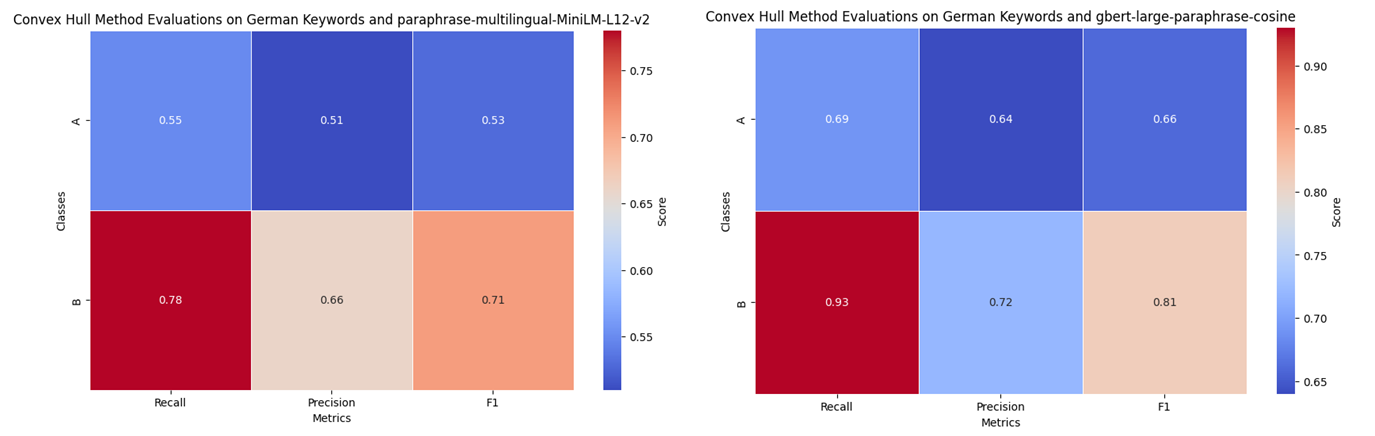 Convex Hull Method Evaluations on German Keywords and paraphrase-multilingual-MiniLM-L12-v2
A
B
Classes
0.55
0.51
0.53
0.78
0.66
0.71
Recall
Precision
F1
Metrics
0.75
0.70
0.65
0.60
0.55
Score
Convex Hull Method Evaluations on German Keywords and gbert-large-paraphrase-cosine
A
B
Classes
0.69
0.64
0.66
0.93
0.72
0.81
Recall
Precision
F1
Metrics
0.90
0.85
0.80
0.75
0.70
0.65
Score